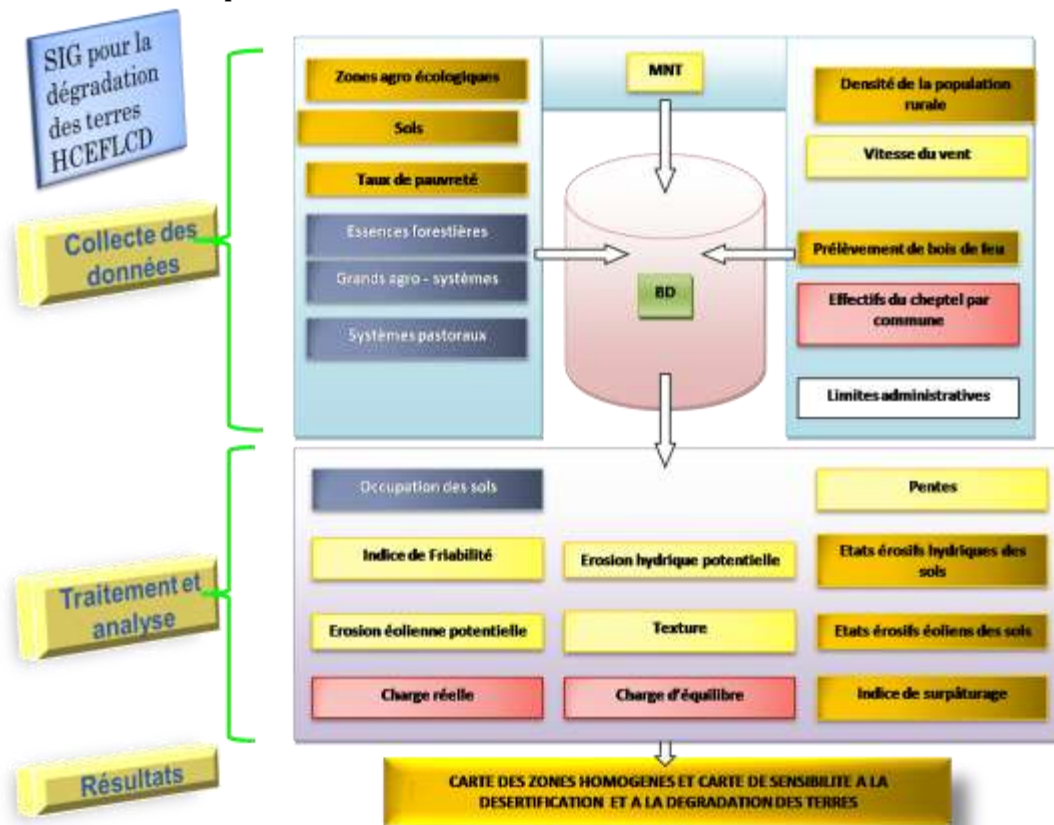 SIG pour la
dégradation
des terres
HCEFLCD
Collecte des
données
Zones agro écologiques
Sols
Taux de pauvreté
Essences forestières
Grands agro - systèmes
Systèmes pastoraux
MNT
BD
Densité de la population
rurale
Vitesse du vent
Prélèvement de bois de feu
Effectifs du cheptel par
commune
Limites administratives
Traitement et
analyse
Occupation des sols
Pentes
Indice de Friabilité
Erosion hydrique potentielle
Etats érosifs hydriques des
sols
Erosion éolienne potentielle
Texture
Etats érosifs éoliens des sols
Charge réelle
Charge d'équilibre
Indice de surpâturage
Résultats
CARTE DES ZONES HOMOGENES ET CARTE DE SENSIBILITE A LA
DESERTIFICATION ET A LA DEGRADATION DES TERRES